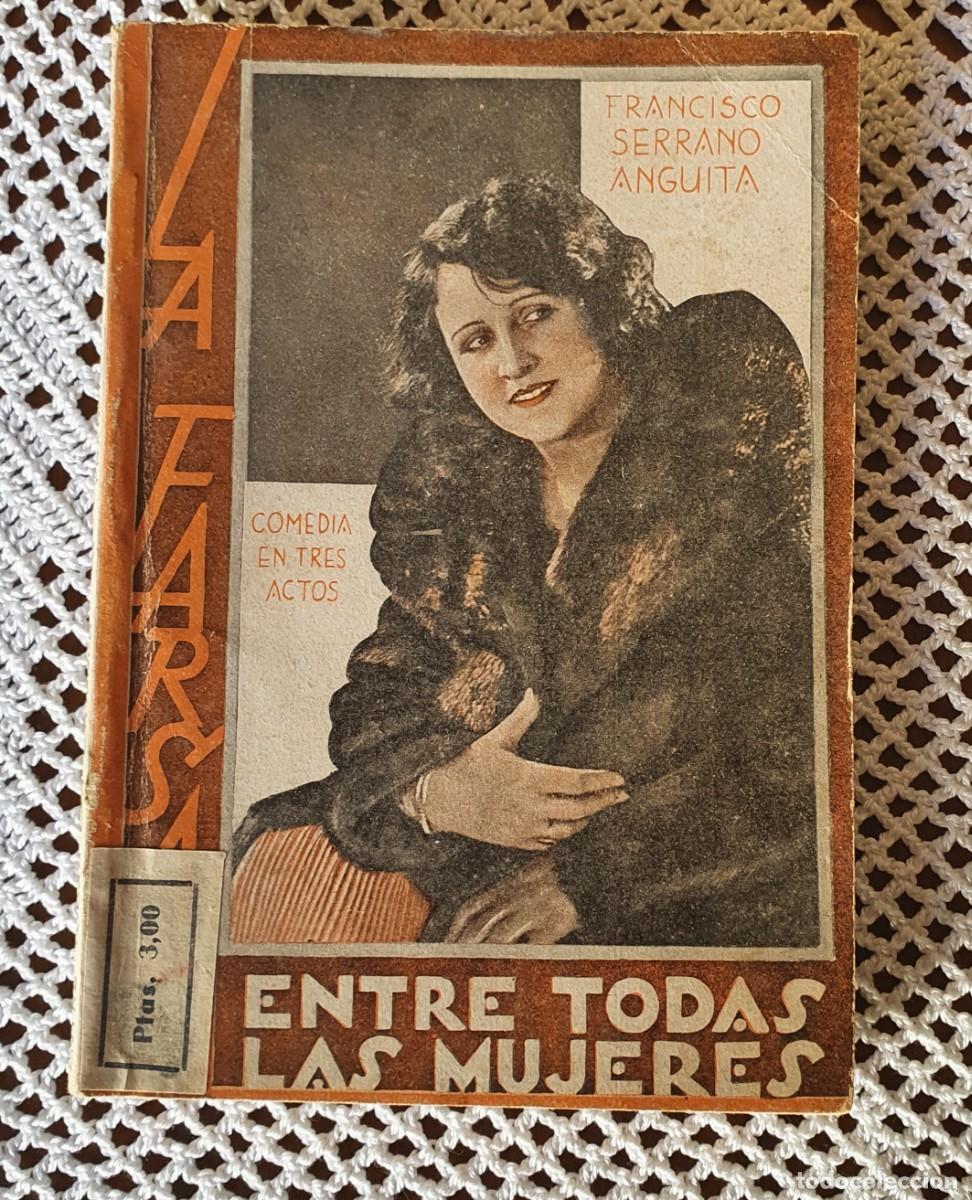 LA FARSA
FRANCISCO
SERRANO
ANGUITA
COMEDIA
EN TRES
ACTOS
Ptas. 3,00
ENTRE TODAS
LAS MUJERES
todocoleccion